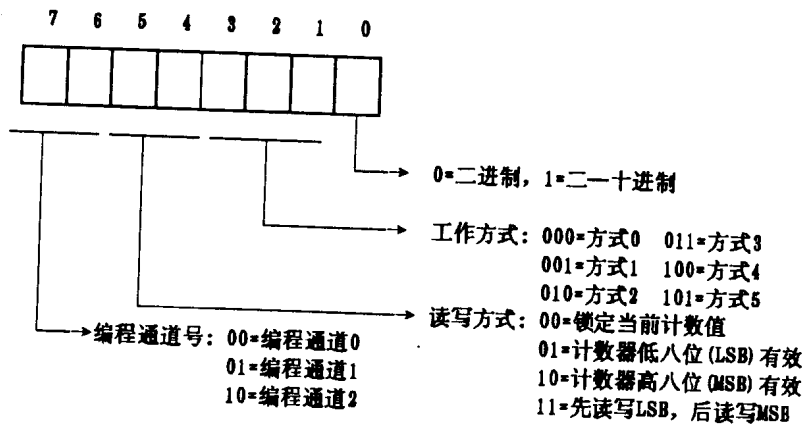 7 6 5 4 3 2 1 0
0=二进制，1=二—十进制
工作方式：000=方式0 011=方式3
001=方式1 100=方式4
010=方式2 101=方式5
读写方式：00=锁定当前计数值
01=计数器低八位(LSB)有效
10=计数器高八位(MSB)有效
11=先读写LSB，后读写MSB
编程通道号：00=编程通道0
01=编程通道1
10=编程通道2